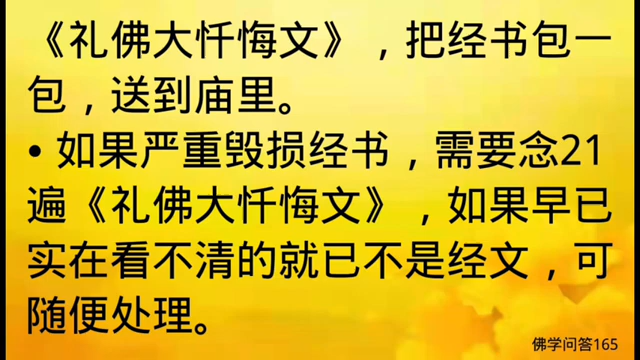 《礼佛大忏悔文》，把经书包一
包，送到庙里。
• 如果严重毁损经书，需要念21
遍《礼佛大忏悔文》，如果早已
实在看不清的就已不是经文，可
随便处理。
佛学问答165